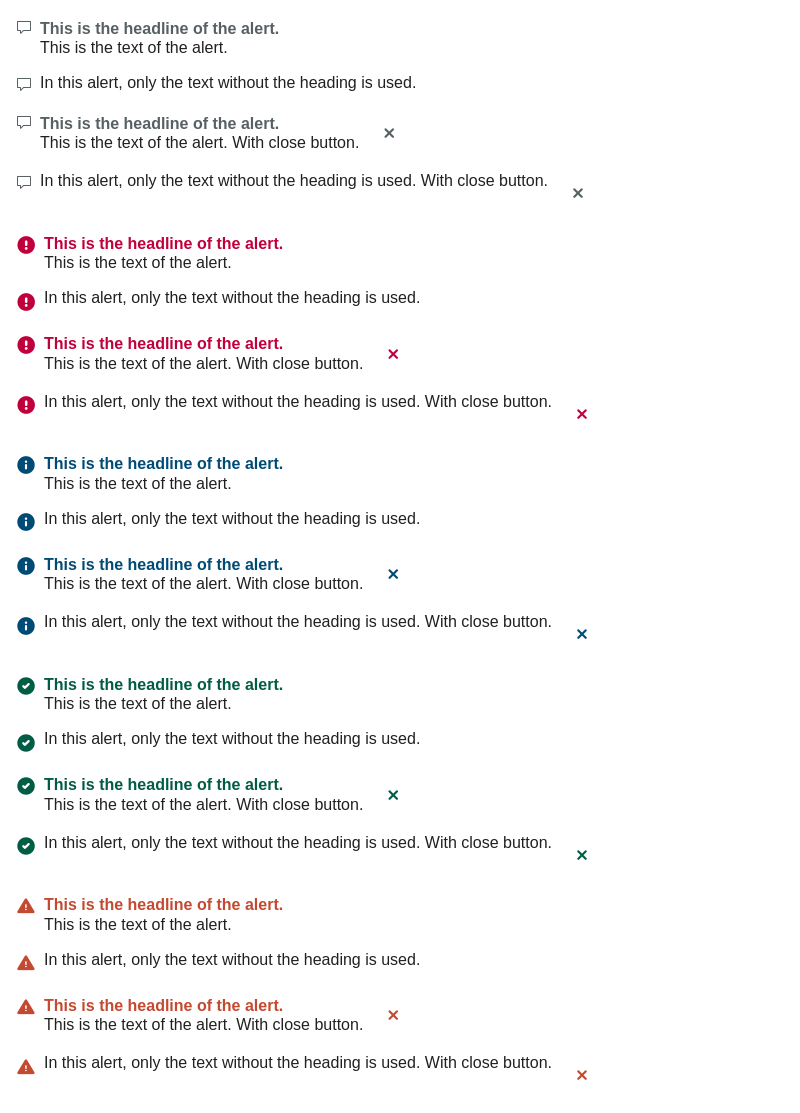 This is the headline of the alert.
This is the text of the alert.
In this alert, only the text without the heading is used.
This is the headline of the alert.
This is the text of the alert. With close button.
In this alert, only the text without the heading is used. With close button.
This is the headline of the alert.
This is the text of the alert.
In this alert, only the text without the heading is used.
This is the headline of the alert.
This is the text of the alert. With close button.
In this alert, only the text without the heading is used. With close button.
This is the headline of the alert.
This is the text of the alert.
In this alert, only the text without the heading is used.
This is the headline of the alert.
This is the text of the alert. With close button.
In this alert, only the text without the heading is used. With close button.
This is the headline of the alert.
This is the text of the alert.
In this alert, only the text without the heading is used.
This is the headline of the alert.
This is the text of the alert. With close button.
In this alert, only the text without the heading is used. With close button.
This is the headline of the alert.
This is the text of the alert.
In this alert, only the text without the heading is used.
This is the headline of the alert.
This is the text of the alert. With close button.
In this alert, only the text without the heading is used. With close button.